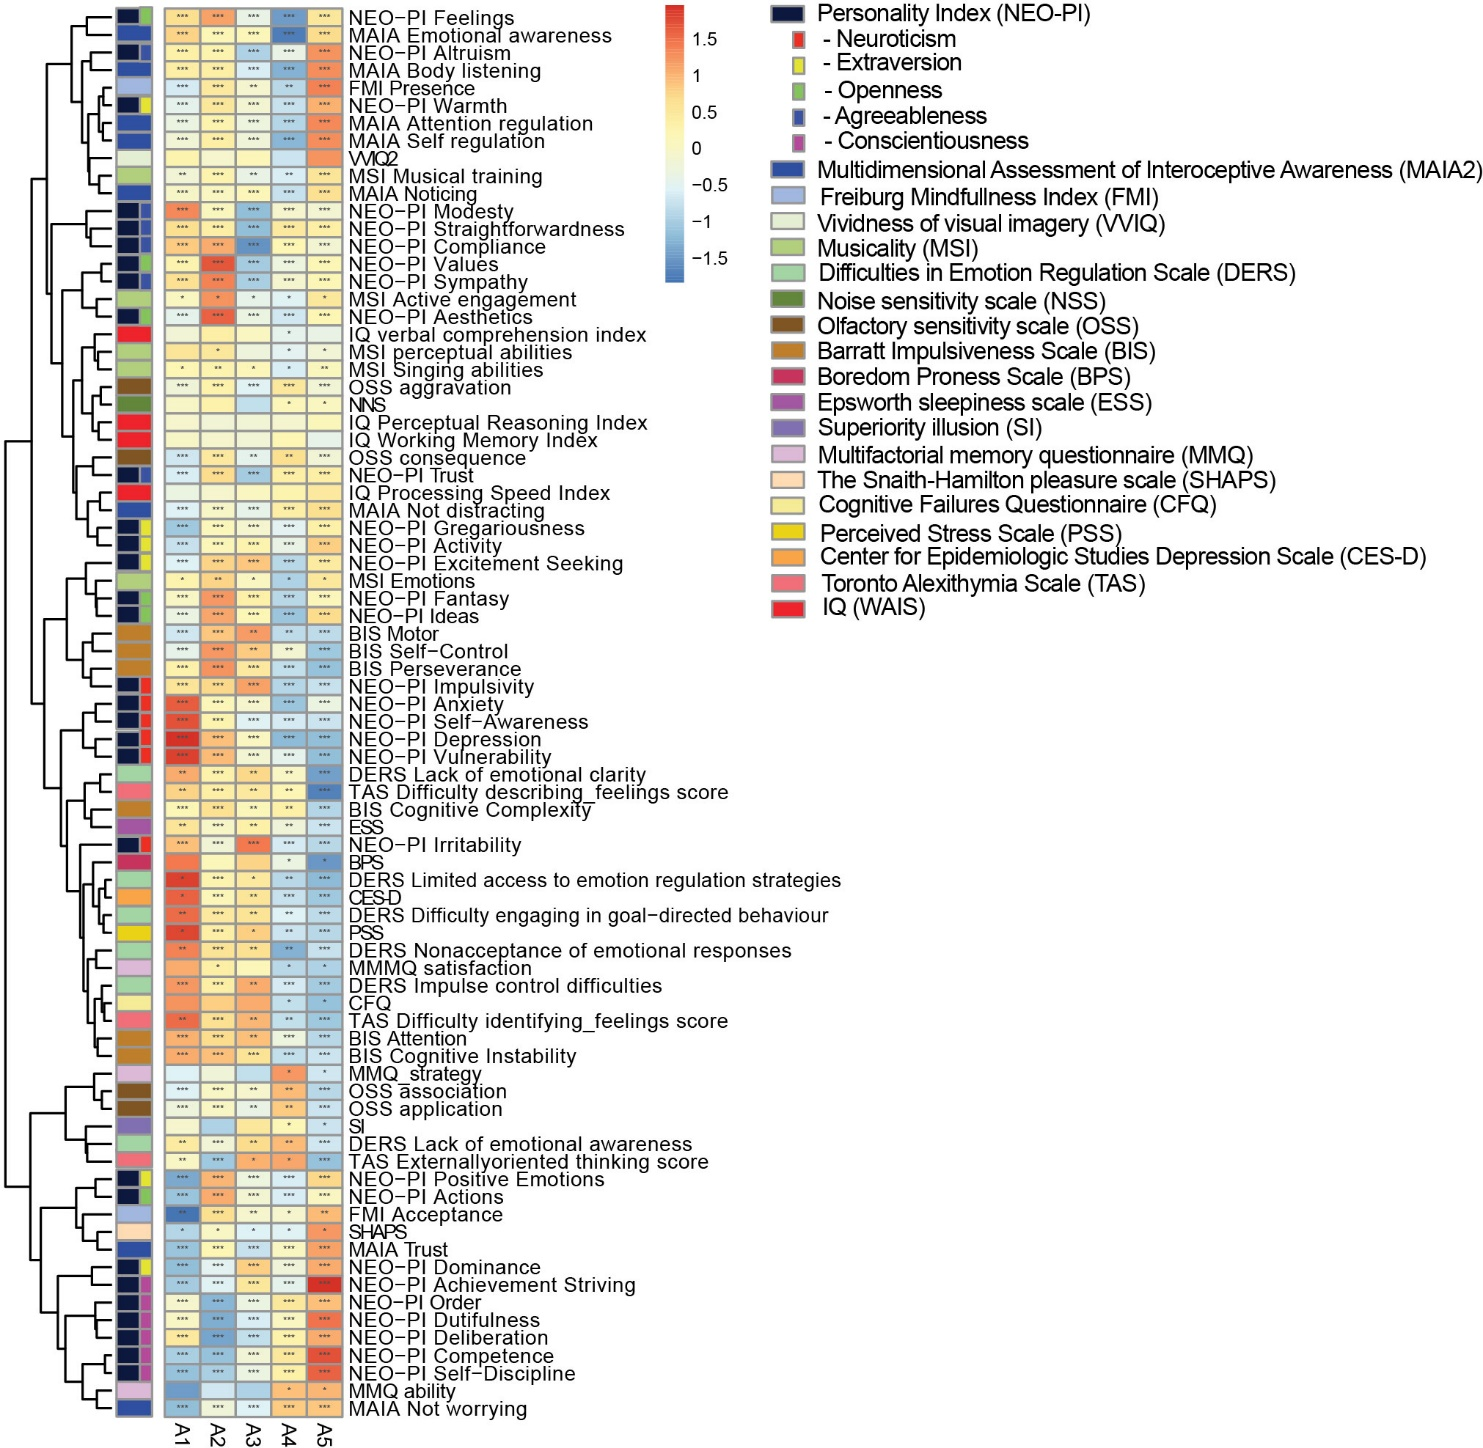 NEO−PI Feelings
MAIA Emotional awareness
NEO−PI Altruism
MAIA Body listening
FMI Presence
NEO−PI Warmth
MAIA Attention regulation
MAIA Self regulation
VVIQ2
MSI Musical training
MAIA Noticing
NEO−PI Modesty
NEO−PI Straightforwardness
NEO−PI Compliance
NEO−PI Values
NEO−PI Sympathy
MSI Active engagement
NEO−PI Aesthetics
IQ verbal comprehension index
MSI perceptual abilities
MSI Singing abilities
OSS aggravation
NNS
IQ Perceptual Reasoning Index
IQ Working Memory Index
OSS consequence
NEO−PI Trust
IQ Processing Speed Index
MAIA Not distracting
NEO−PI Gregariousness
NEO−PI Activity
NEO−PI Excitement Seeking
MSI Emotions
NEO−PI Fantasy
NEO−PI Ideas
BIS Motor
BIS Self−Control
BIS Perseverance
NEO−PI Impulsivity
NEO−PI Anxiety
NEO−PI Self−Awareness
NEO−PI Depression
NEO−PI Vulnerability
DERS Lack of emotional clarity
TAS Difficulty describing_feelings score
BIS Cognitive Complexity
ESS
NEO−PI Irritability
BPS
DERS Limited access to emotion regulation strategies
CES-D
DERS Difficulty engaging in goal−directed behaviour
PSS
DERS Nonacceptance of emotional responses
MMMQ satisfaction
DERS Impulse control difficulties
CFQ
TAS Difficulty identifying_feelings score
BIS Attention
BIS Cognitive Instability
MMQ_strategy
OSS association
OSS application
SI
DERS Lack of emotional awareness
TAS Externallyoriented thinking score
NEO−PI Positive Emotions
NEO−PI Actions
FMI Acceptance
SHAPS
MAIA Trust
NEO−PI Dominance
NEO−PI Achievement Striving
NEO−PI Order
NEO−PI Dutifulness
NEO−PI Deliberation
NEO−PI Competence
NEO−PI Self−Discipline
MMQ ability
MAIA Not worrying
A1 A2 A3 A4 A5
1.5
1
0.5
0
−0.5
−1
−1.5
Personality Index (NEO-PI)
- Neuroticism
- Extraversion
- Openness
- Agreeableness
- Conscientiousness
Multidimensional Assessment of Interoceptive Awareness (MAIA2)
Freiburg Mindfullness Index (FMI)
Vividness of visual imagery (VVIQ)
Musicality (MSI)
Difficulties in Emotion Regulation Scale (DERS)
Noise sensitivity scale (NSS)
Olfactory sensitivity scale (OSS)
Barratt Impulsiveness Scale (BIS)
Boredom Proness Scale (BPS)
Epsworth sleepiness scale (ESS)
Superiority illusion (SI)
Multifactorial memory questionnaire (MMQ)
The Snaith-Hamilton pleasure scale (SHAPS)
Cognitive Failures Questionnaire (CFQ)
Perceived Stress Scale (PSS)
Center for Epidemiologic Studies Depression Scale (CES-D)
Toronto Alexithymia Scale (TAS)
IQ (WAIS)